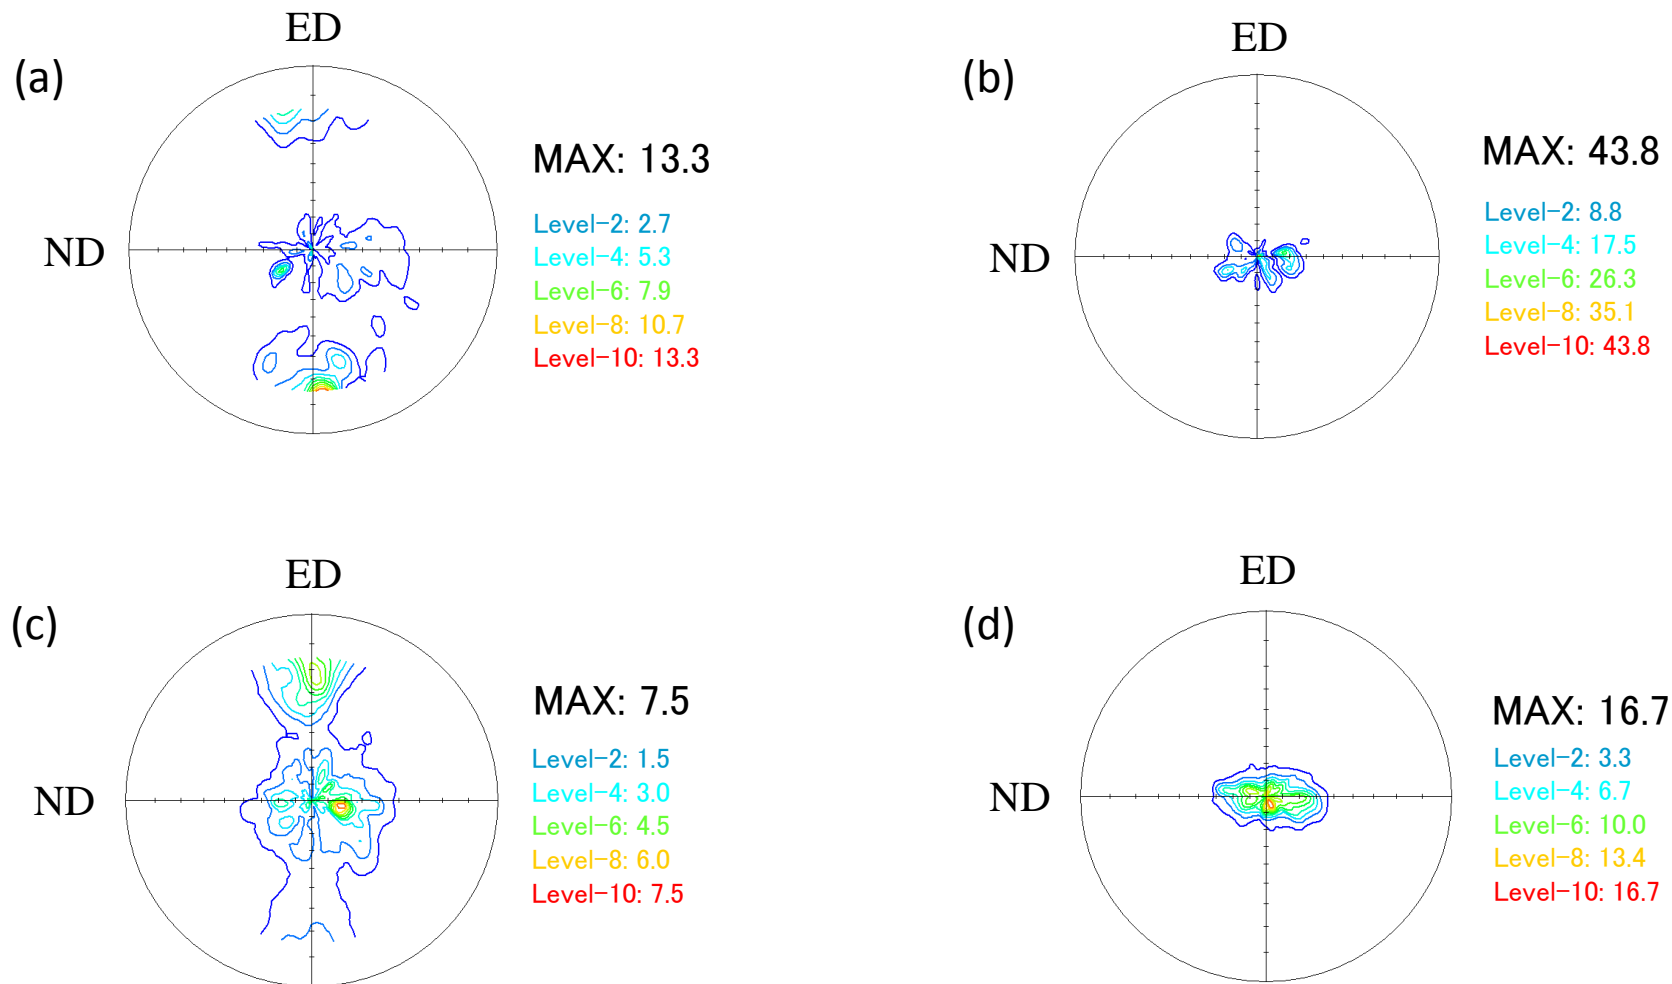 (a)
ED
ND
MAX: 13.3
Level-2: 2.7
Level-4: 5.3
Level-6: 7.9
Level-8: 10.7
Level-10: 13.3
(b)
ED
ND
MAX: 43.8
Level-2: 8.8
Level-4: 17.5
Level-6: 26.3
Level-8: 35.1
Level-10: 43.8
(c)
ED
ND
MAX: 7.5
Level-2: 1.5
Level-4: 3.0
Level-6: 4.5
Level-8: 6.0
Level-10: 7.5
(d)
ED
ND
MAX: 16.7
Level-2: 3.3
Level-4: 6.7
Level-6: 10.0
Level-8: 13.4
Level-10: 16.7